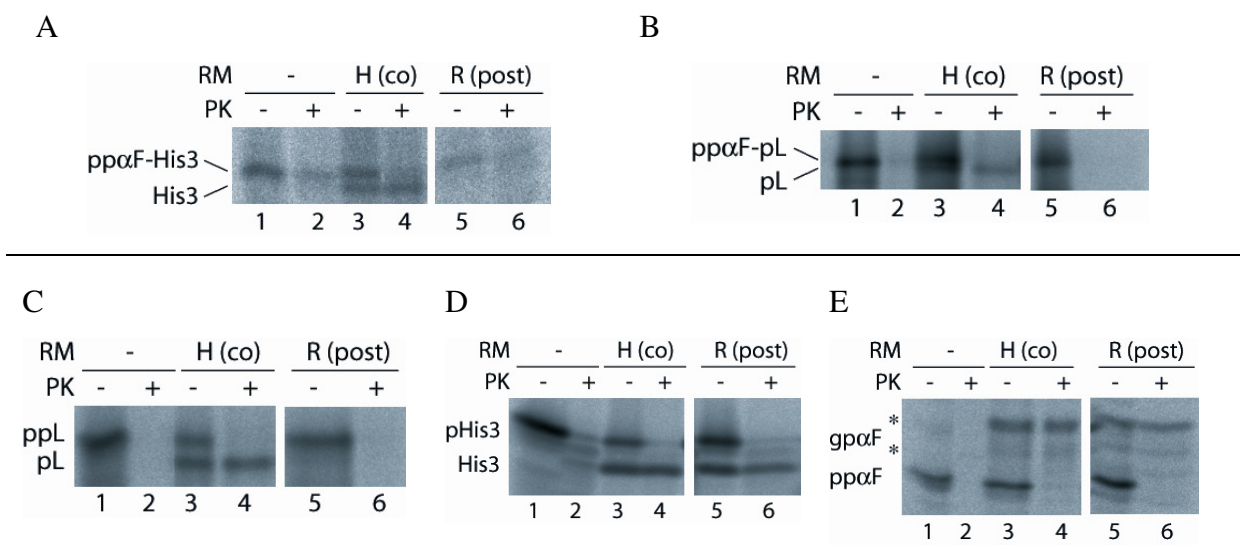 A
RM - H (co) R (post)
PK - + - + - +
ppαF-His3
His3
1 2 3 4 5 6
B
RM - H (co) R (post)
PK - + - + - +
ppαF-pL
pL
1 2 3 4 5 6
C
RM - H (co) R (post)
PK - + - + - +
ppL
pL
1 2 3 4 5 6
D
RM - H (co) R (post)
PK - + - + - +
pHis3
His3
1 2 3 4 5 6
E
RM - H (co) R (post)
PK - + - + - +
*
gpαF
*
ppαF
1 2 3 4 5 6